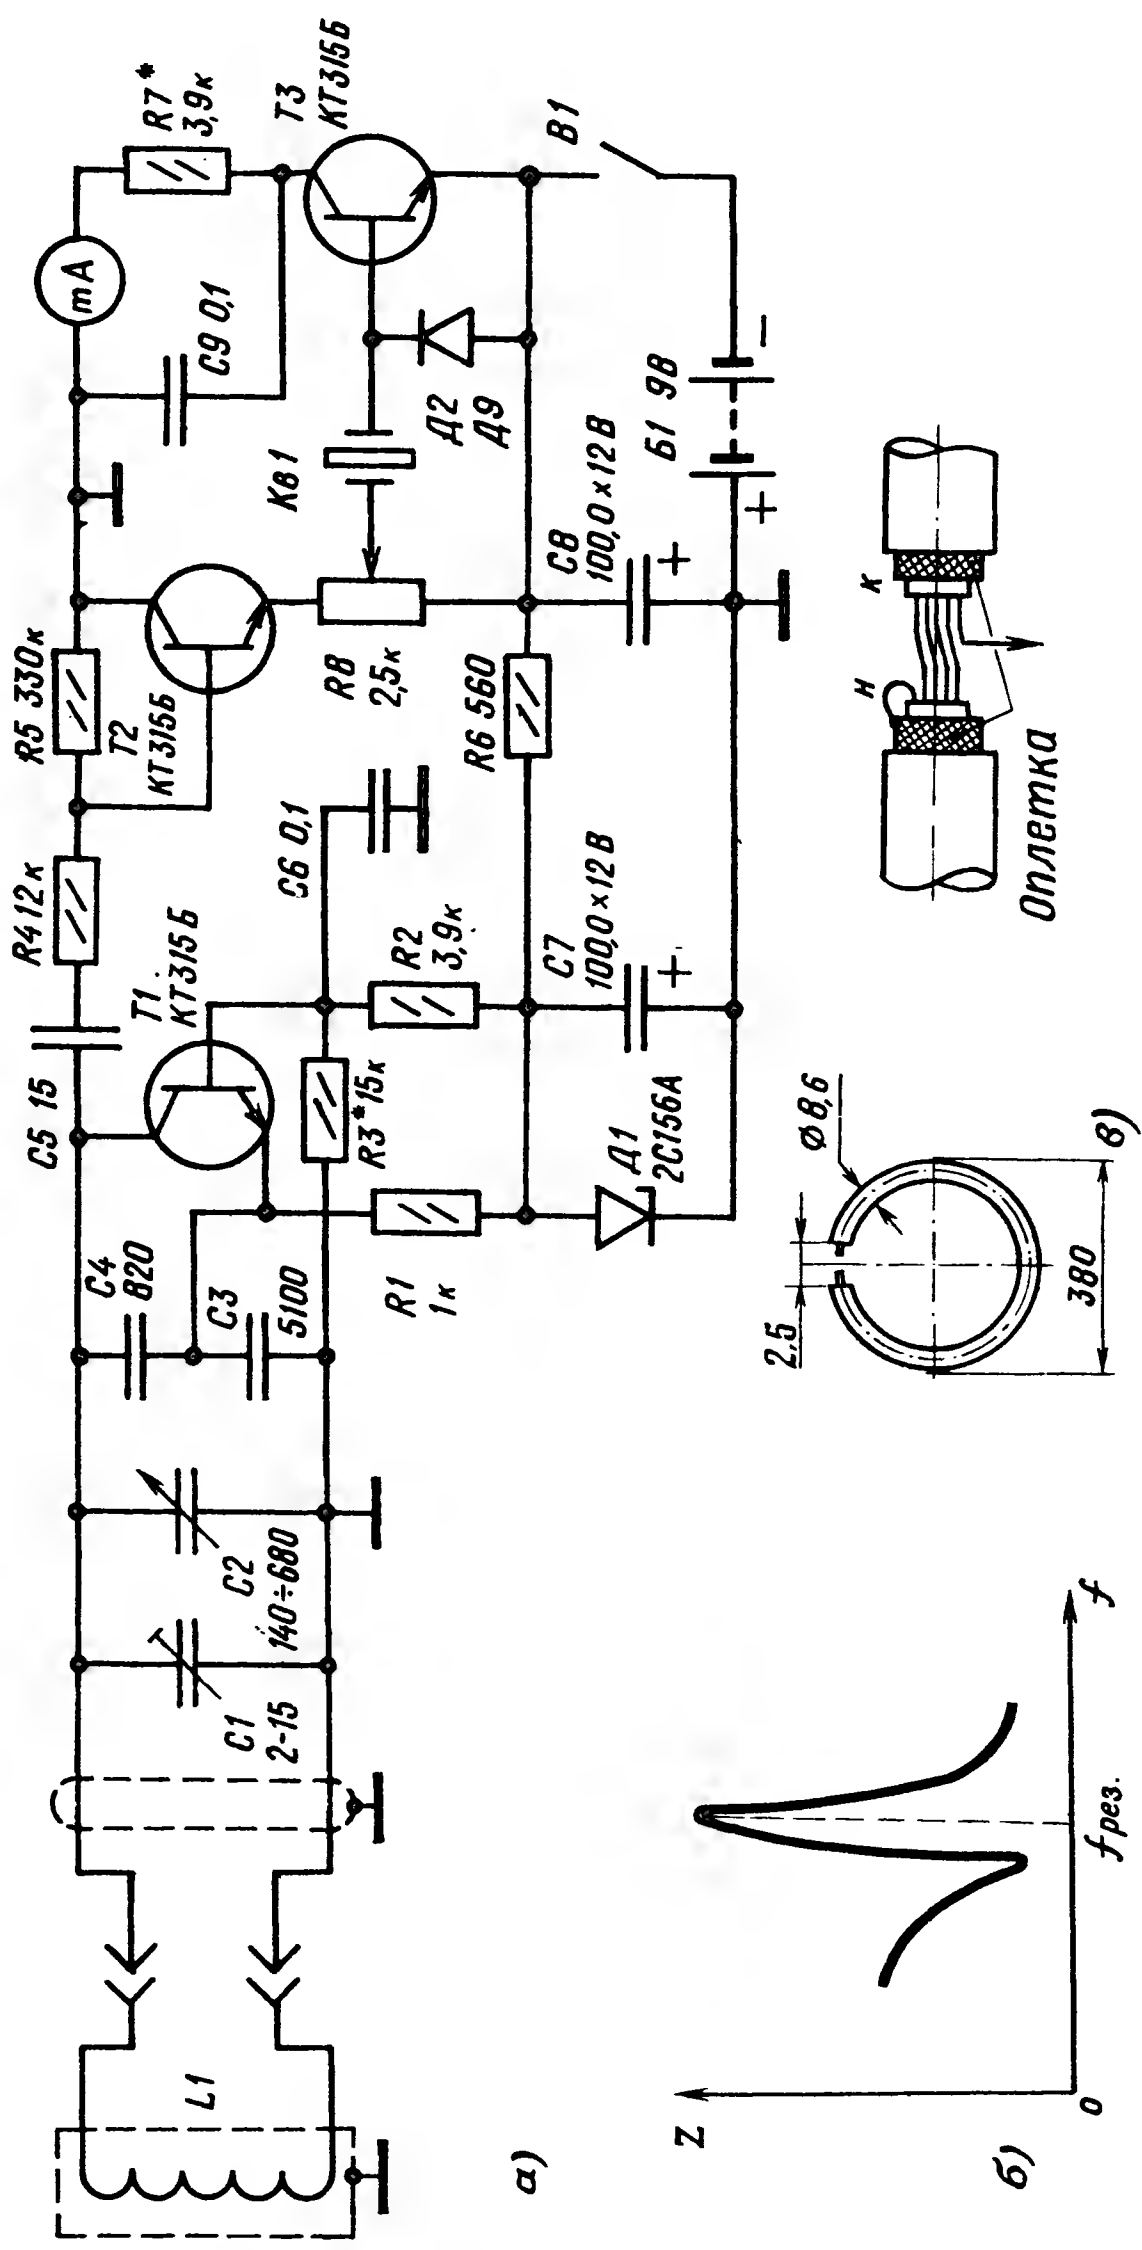 L1
C1
2-15
C2
140÷680
C4
820
C3
5100
C5 15
R4 12к
R5 330к
T1
КТ315Б
T2
КТ315Б
R3* 15к
R1
1к
R2
3,9к
C6 0,1
R8
2,5к
Кв1
C9 0,1
mA
R7*
3,9к
T3
КТ315Б
Д2
Д9
R6 560
Д1
2С156А
C7
100,0×12В
+
C8
100,0×12В
+
Б1 9В
+
−
В1
а)
Z
0
f рез.
f
б)
2,5
Ø8,6
380
в)
Н
К
Оплетка